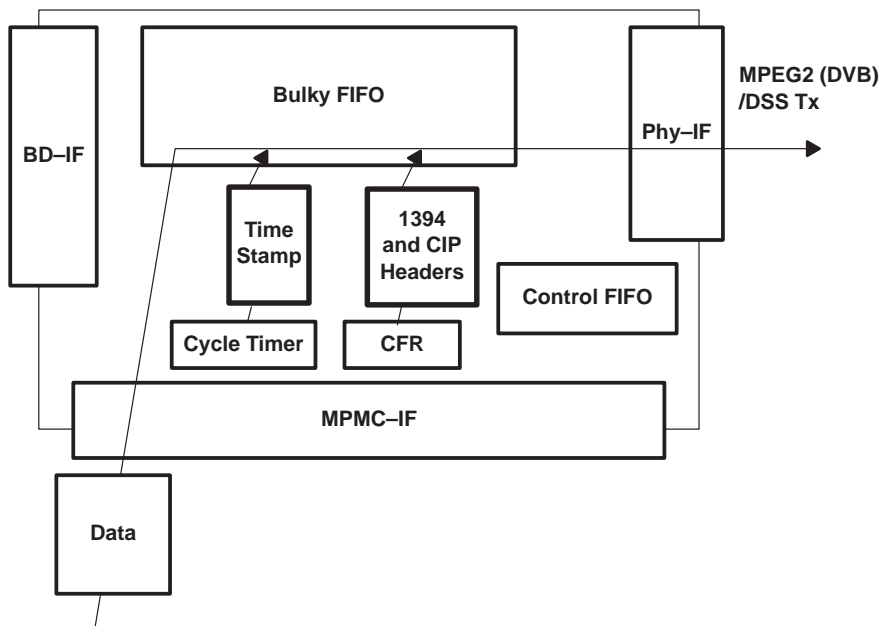 Bulky FIFO
MPEG2 (DVB)
/DSS Tx
Phy–IF
BD–IF
Time
Stamp
1394
and CIP
Headers
Control FIFO
Cycle Timer
CFR
MPMC–IF
Data